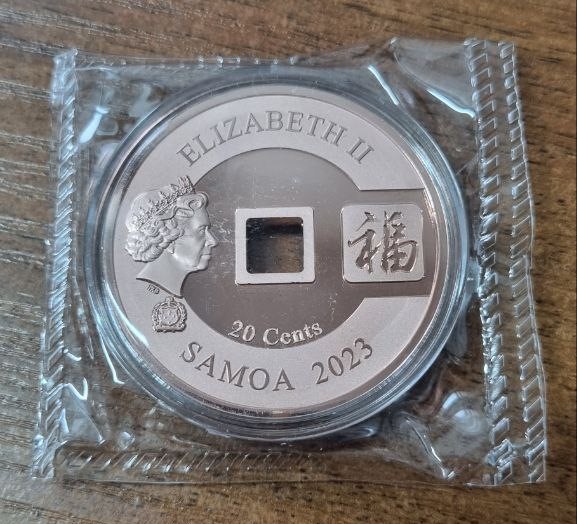 ELIZABETH II
福
20 Cents
SAMOA 2023